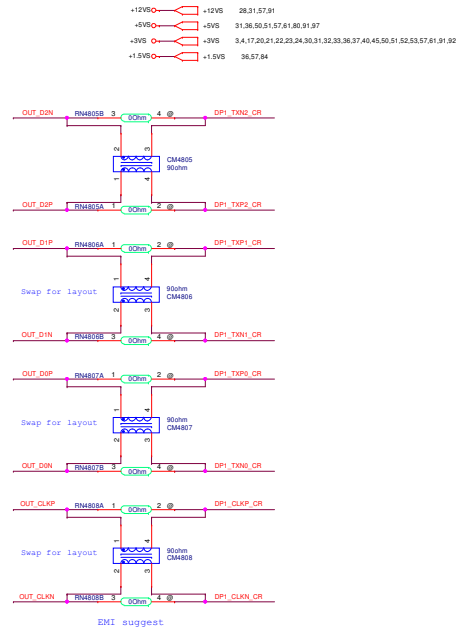 +12VS +12VS 28,31,57,91
+5VS +5VS 31,36,50,51,57,61,80,91,97
+3VS +3VS 3,4,17,20,21,22,23,24,30,31,32,33,36,37,40,45,50,51,52,53,57,61,91,92
+1.5VS +1.5VS 36,57,84
OUT_D2N RN4805B 3 0Ohm 4 @ DP1_TXN2_CR
2 3
CM4805
90ohm
1 4
OUT_D2P RN4805A 1 0Ohm 2 @ DP1_TXP2_CR
OUT_D1P RN4806A 1 0Ohm 2 @ DP1_TXP1_CR
1 4
Swap for layout 90ohm
CM4806
2 3
OUT_D1N RN4806B 3 0Ohm 4 @ DP1_TXN1_CR
OUT_D0P RN4807A 1 0Ohm 2 @ DP1_TXP0_CR
1 4
Swap for layout 90ohm
CM4807
2 3
OUT_D0N RN4807B 3 0Ohm 4 @ DP1_TXN0_CR
OUT_CLKP RN4808A 1 0Ohm 2 @ DP1_CLKP_CR
1 4
Swap for layout 90ohm
CM4808
2 3
OUT_CLKN RN4808B 3 0Ohm 4 @ DP1_CLKN_CR
EMI suggest